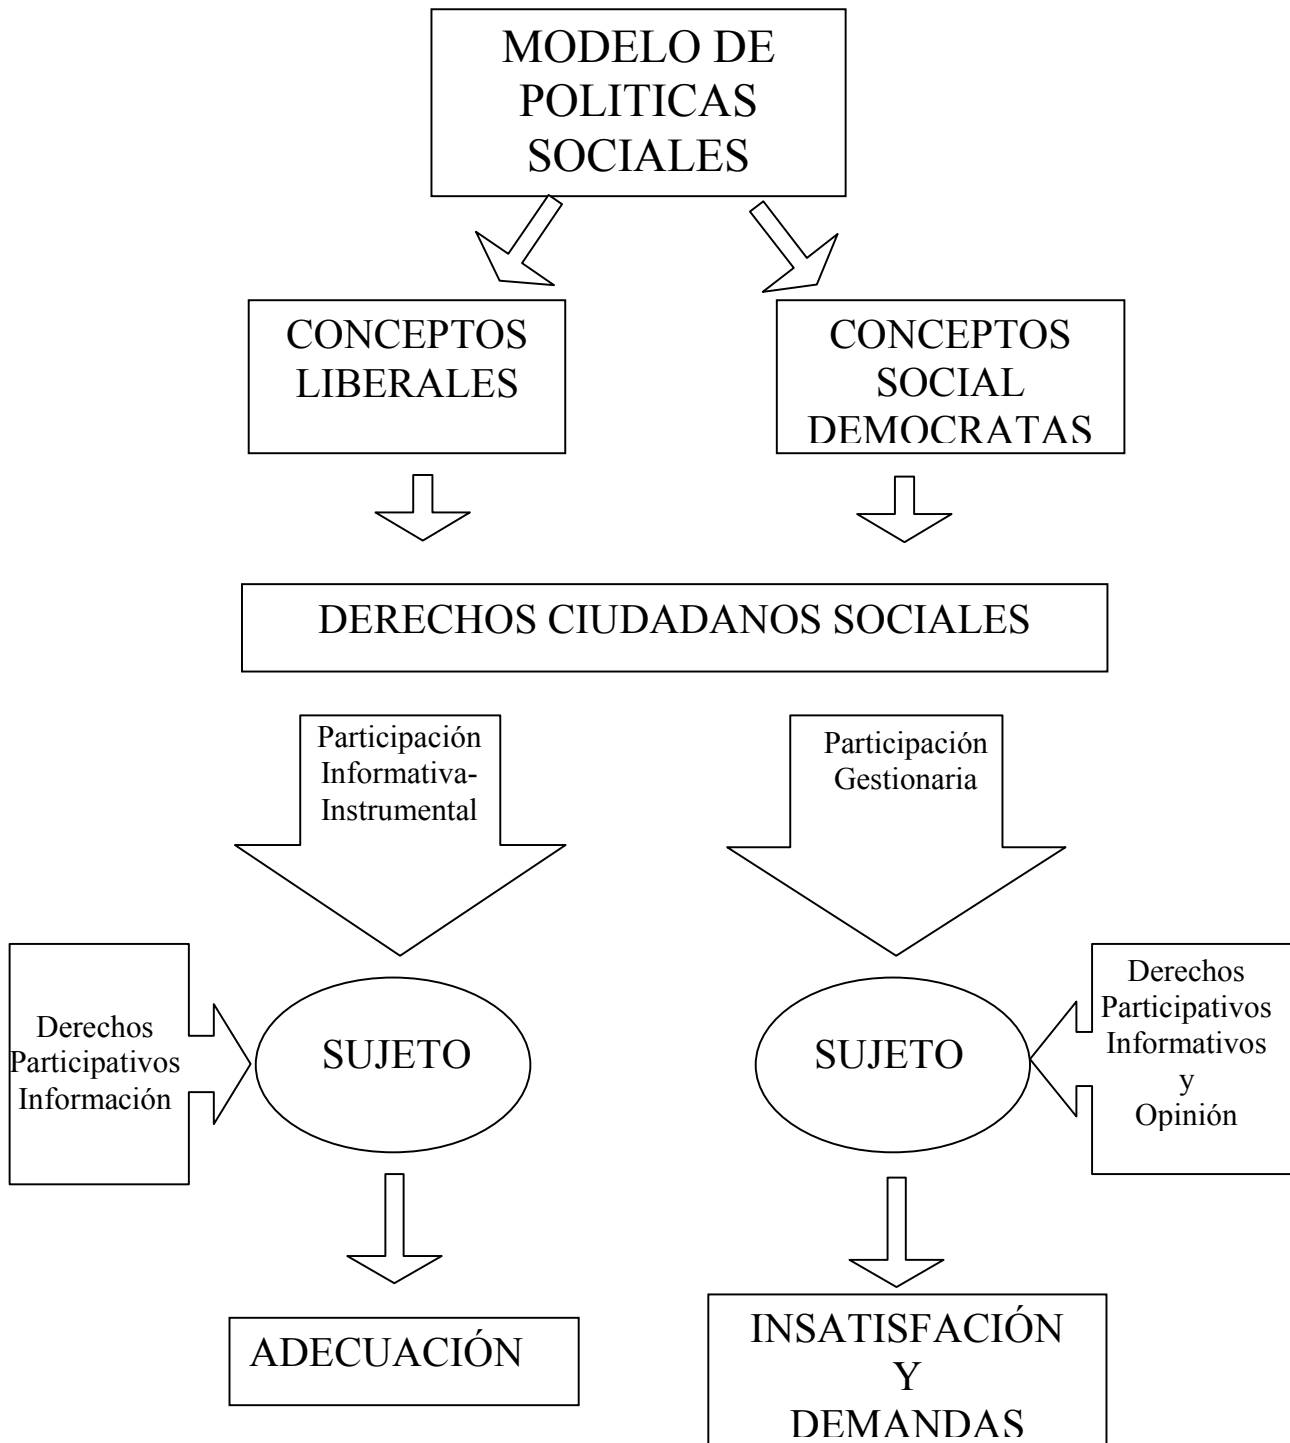 MODELO DE
POLITICAS
SOCIALES
CONCEPTOS
LIBERALES
CONCEPTOS
SOCIAL
DEMOCRATAS
DERECHOS CIUDADANOS SOCIALES
Participación
Informativa-
Instrumental
Participación
Gestionaria
Derechos
Participativos
Información
SUJETO
SUJETO
Derechos
Participativos
Informativos
y
Opinión
ADECUACIÓN
INSATISFACIÓN
Y
DEMANDAS